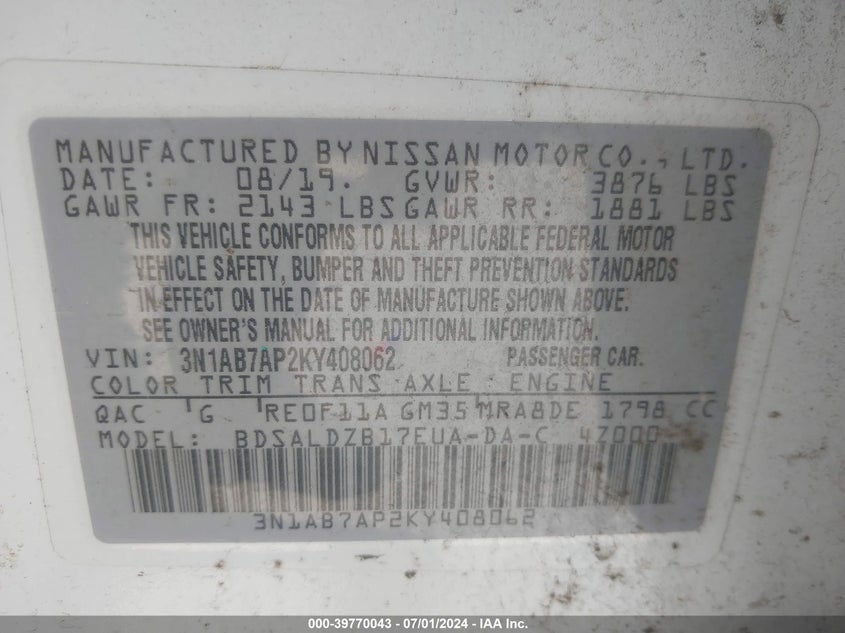 MANUFACTURED BY NISSAN MOTOR CO., LTD.
DATE: 08/19. GVWR: 3876 LBS
GAWR FR: 2143 LBS GAWR RR: 1881 LBS
THIS VEHICLE CONFORMS TO ALL APPLICABLE FEDERAL MOTOR
VEHICLE SAFETY, BUMPER AND THEFT PREVENTION STANDARDS
IN EFFECT ON THE DATE OF MANUFACTURE SHOWN ABOVE.
SEE OWNER'S MANUAL FOR ADDITIONAL INFORMATION.
VIN: 3N1AB7AP2KY408062 PASSENGER CAR.
COLOR TRIM TRANS AXLE ENGINE
QAC G RE0F11A GM35 MRA8DE 1798 CC
MODEL: BDSALDZB17EUA-DA-C 47000
3N1AB7AP2KY408062
000-39770043 - 07/01/2024 - IAA Inc.